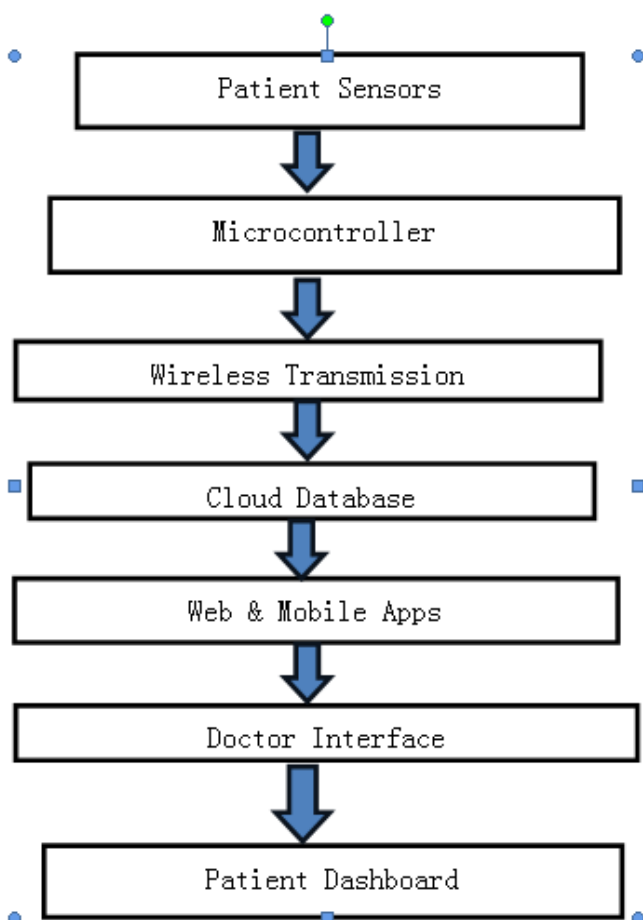 Patient Sensors
Microcontroller
Wireless Transmission
Cloud Database
Web & Mobile Apps
Doctor Interface
Patient Dashboard